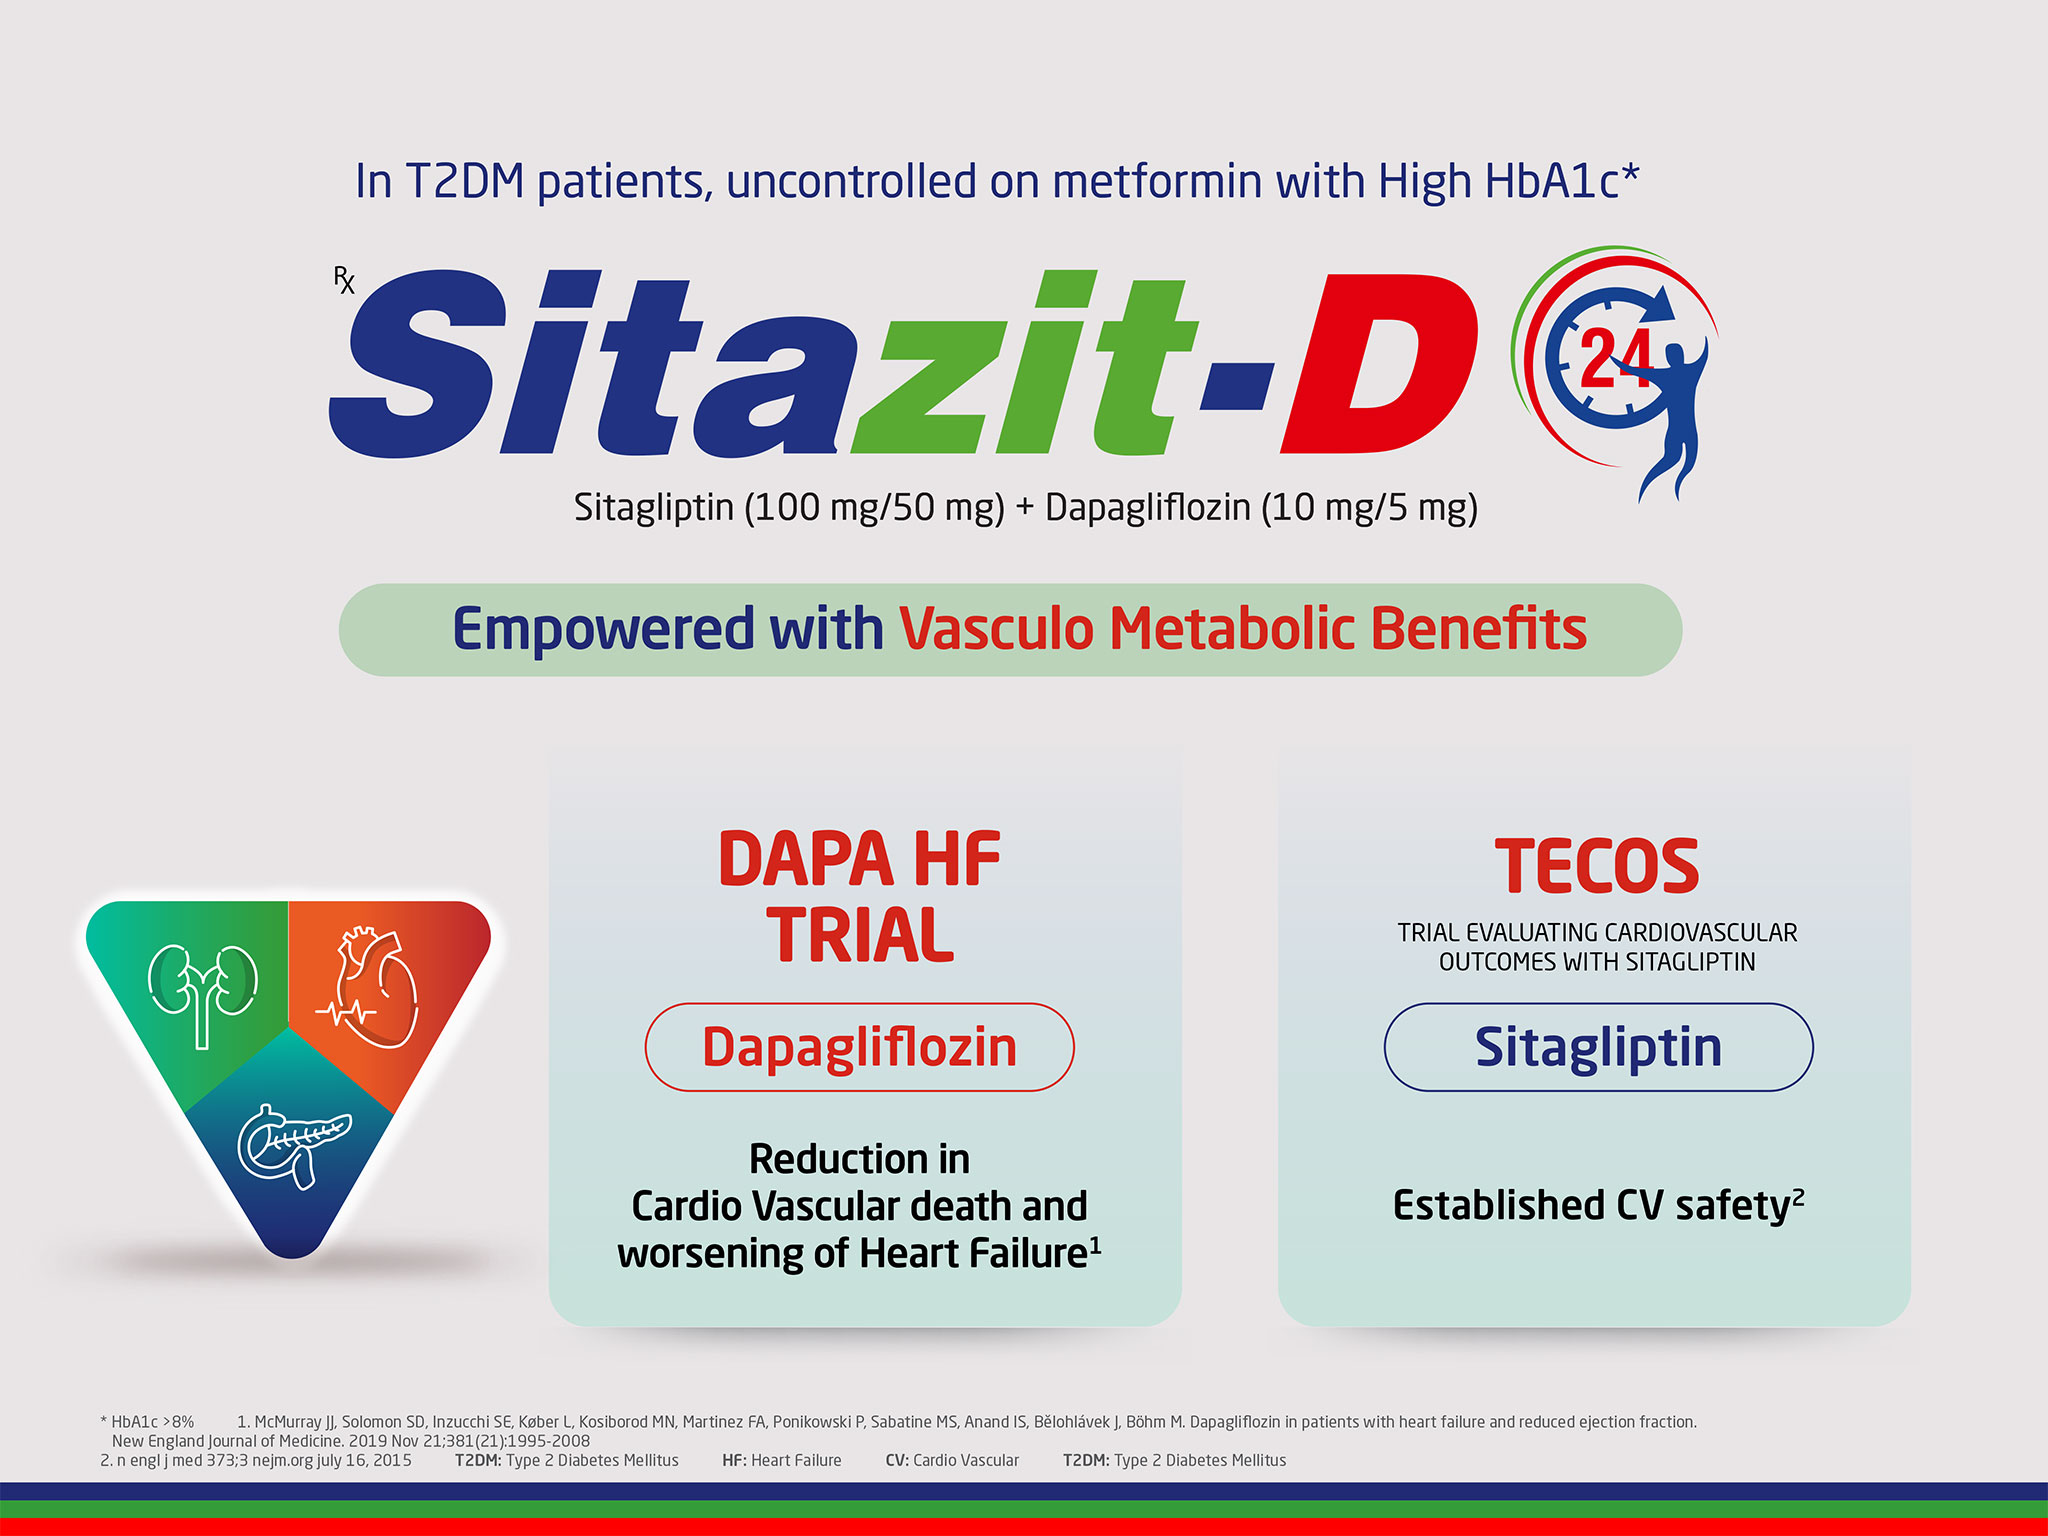 In T2DM patients, uncontrolled on metformin with High HbA1c*
Rx Sitazit-D 24
Sitagliptin (100 mg/50 mg) + Dapagliflozin (10 mg/5 mg)
Empowered with Vasculo Metabolic Benefits
DAPA HF
TRIAL
Dapagliflozin
Reduction in
Cardio Vascular death and
worsening of Heart Failure¹
TECOS
TRIAL EVALUATING CARDIOVASCULAR
OUTCOMES WITH SITAGLIPTIN
Sitagliptin
Established CV safety²
* HbA1c >8% 1. McMurray JJ, Solomon SD, Inzucchi SE, Køber L, Kosiborod MN, Martinez FA, Ponikowski P, Sabatine MS, Anand IS, Bělohlávek J, Böhm M. Dapagliflozin in patients with heart failure and reduced ejection fraction.
New England Journal of Medicine. 2019 Nov 21;381(21):1995-2008
2. n engl j med 373;3 nejm.org july 16, 2015 T2DM: Type 2 Diabetes Mellitus HF: Heart Failure CV: Cardio Vascular T2DM: Type 2 Diabetes Mellitus